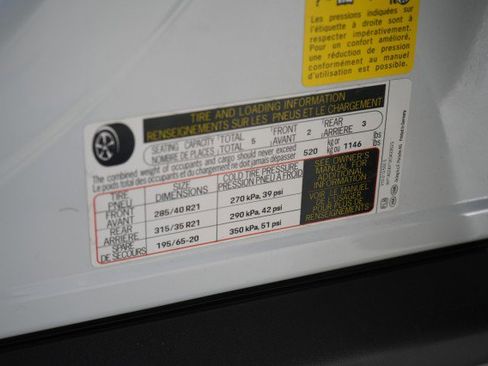 Les pressions indiquées sur
l'étiquette à droite sont à
respecter impérativement.
Pour un confort amélioré,
une réduction de pression
conformément au manuel
d'utilisation est possible.
TIRE AND LOADING INFORMATION
RENSEIGNEMENTS SUR LES PNEUS ET LE CHARGEMENT
SEATING CAPACITY TOTAL 5 FRONT 2 REAR 3
NOMBRE DE PLACES TOTAL AVANT ARRIÈRE
The combined weight of occupants and cargo should never exceed 520 kg or 1146
Le poids total des occupants et du chargement ne doit jamais dépasser kg ou
TIRE SIZE COLD TIRE PRESSURE
PNEU DIMENSIONS PRESSION PNEU À FROID
FRONT 285/40 R21 270 kPa, 39 psi
AVANT
REAR 315/35 R21 290 kPa, 42 psi
ARRIÈRE
SPARE 195/65-20 350 kPa, 51 psi
DE SECOURS
SEE OWNER'S
MANUAL FOR
ADDITIONAL
INFORMATION
VOIR LE MANUEL
DE L'USAGER
POUR PLUS DE
RENSEIGNEMENTS